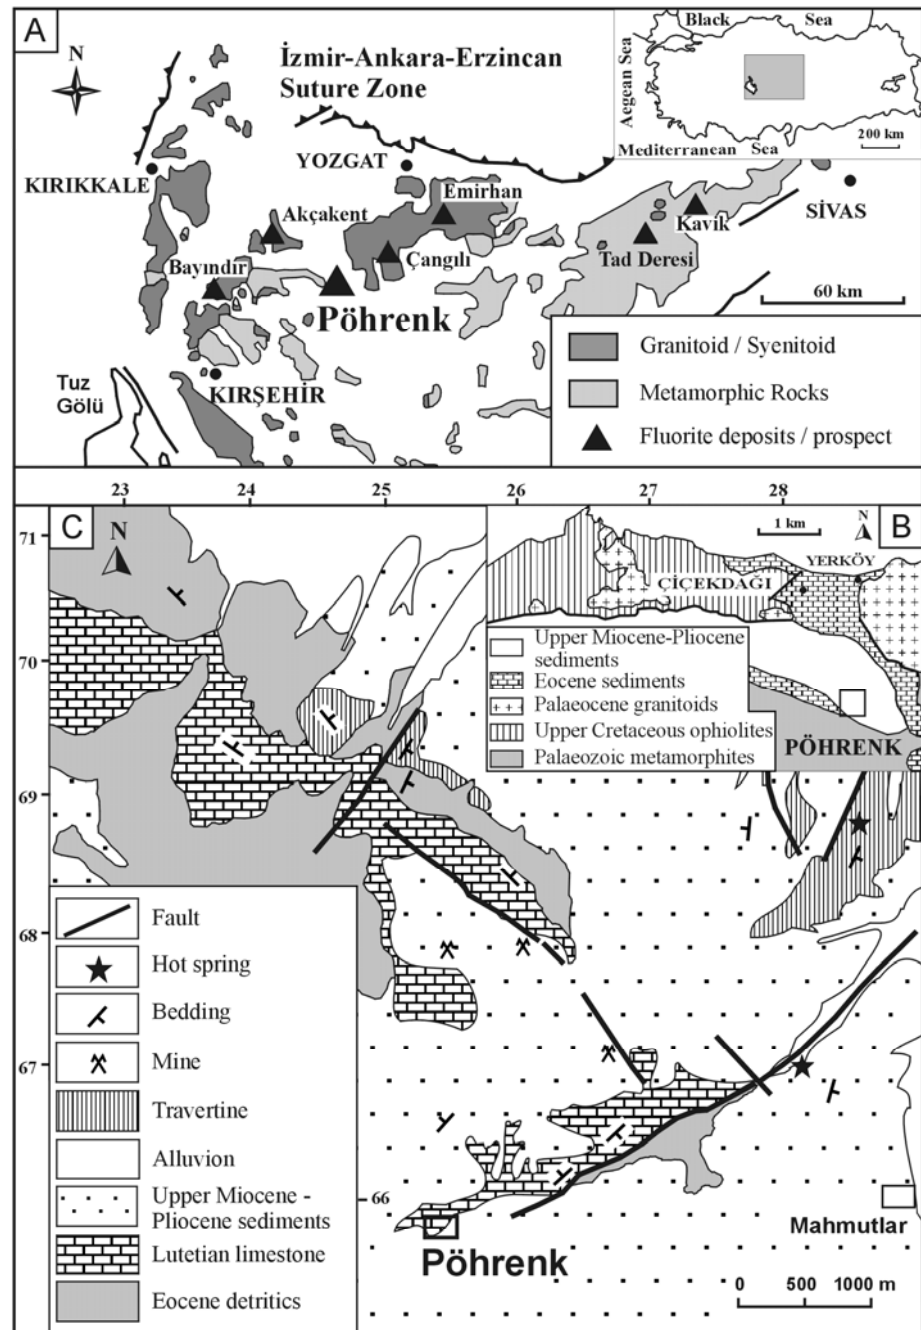 A
N
İzmir-Ankara-Erzincan
Suture Zone
Black Sea
Aegean Sea
200 km
Mediterranean Sea
KIRIKKALE
YOZGAT
Emirhan
Akçakent
Kavik
SİVAS
Çangılı
Tad Deresi
Bayındır
Pöhrenk
60 km
KIRŞEHİR
Tuz
Gölü
Granitoid / Syenitoid
Metamorphic Rocks
Fluorite deposits / prospect
23 24 25 26 27 28
71
70
69
68
67
66
C
N
B
1 km
N
YERKÖY
ÇİÇEKDAĞI
Upper Miocene-Pliocene
sediments
Eocene sediments
Palaeocene granitoids
Upper Cretaceous ophiolites
Palaeozoic metamorphites
PÖHRENK
Fault
Hot spring
Bedding
Mine
Travertine
Alluvion
Upper Miocene -
Pliocene sediments
Lutetian limestone
Eocene detritics
Pöhrenk
Mahmutlar
0 500 1000 m